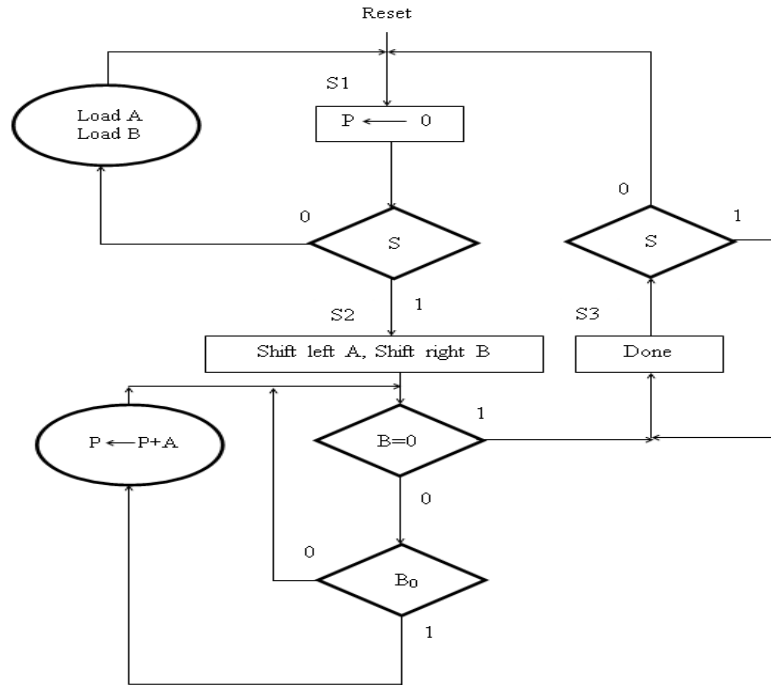 Reset
S1
Load A
Load B
P ← 0
0
S
1
0
S
1
S2
S3
Shift left A, Shift right B
Done
P ← P+A
B=0
1
0
0
B0
1